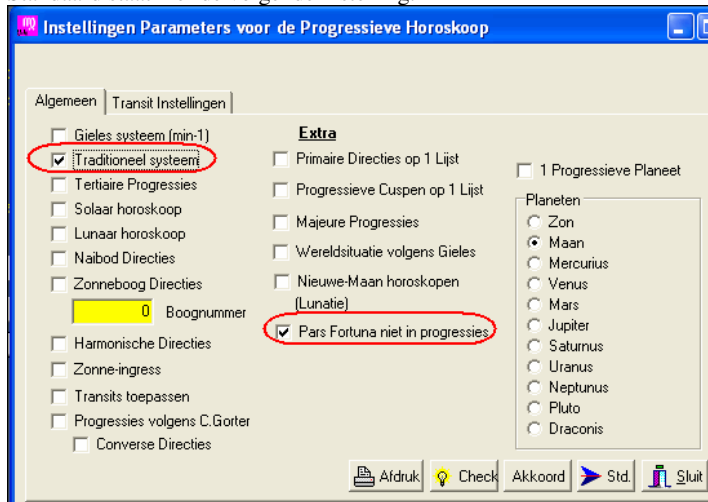 Instellingen Parameters voor de Progressieve Horoskoop
Algemeen
Transit Instellingen
Gieles systeem (min-1)
Traditioneel systeem
Tertiaire Progressies
Solaar horoskoop
Lunaar horoskoop
Naibod Directies
Zonneboog Directies
0 Boognummer
Harmonische Directies
Zonne-ingress
Transits toepassen
Progressies volgens C.Gorter
Converse Directies
Extra
Primaire Directies op 1 Lijst
Progressieve Cuspen op 1 Lijst
Majeure Progressies
Wereldsituatie volgens Gieles
Nieuwe-Maan horoskopen
(Lunatie)
Pars Fortuna niet in progressies
1 Progressieve Planeet
Planeten
Zon
Maan
Mercurius
Venus
Mars
Jupiter
Saturnus
Uranus
Neptunus
Pluto
Draconis
Afdruk
Check
Akkoord
Std.
Sluit